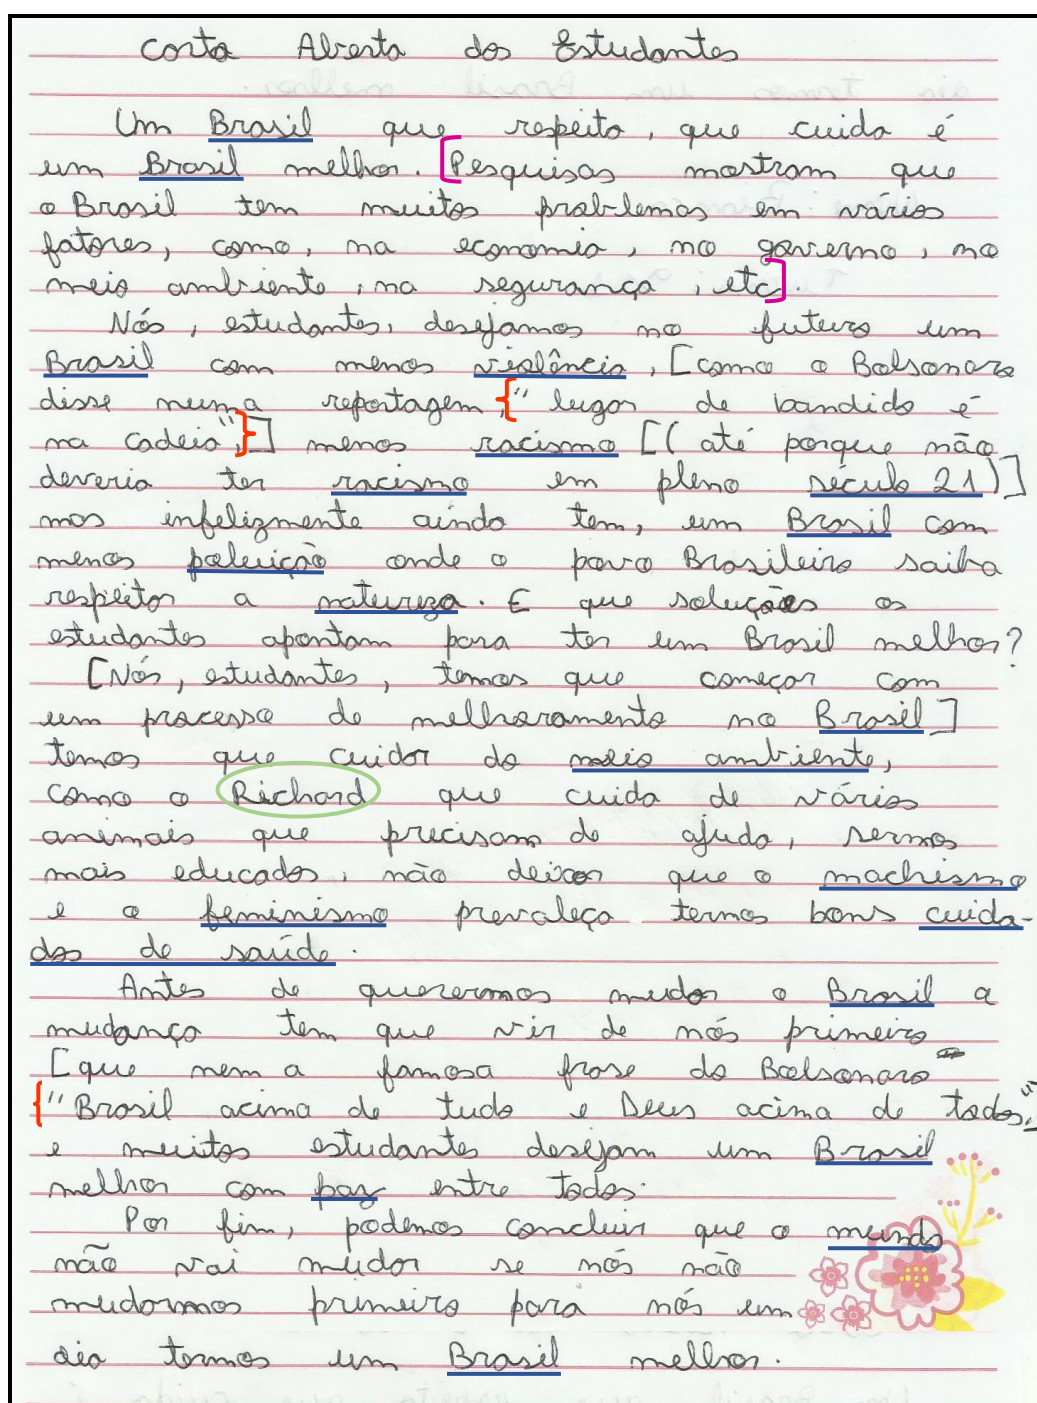 Carta Aberta dos Estudantes
Um Brasil que respeita, que cuida é
um Brasil melhor. [Pesquisas mostram que
o Brasil tem muitos problemas em vários
fatores, como, na economia, no governo, no
meio ambiente, na segurança, etc].
Nós, estudantes, desejamos no futuro um
Brasil com menos violência, [como o Bolsonaro
disse numa reportagem, {"lugar de bandido é
na cadeia",}] menos racismo [(até porque não
deveria ter racismo em pleno século 21)]
mas infelizmente ainda tem, um Brasil com
menos poluição onde o povo Brasileiro saiba
respeitar a natureza. E que soluções os
estudantes apontam para ter um Brasil melhor?
[Nós, estudantes, temos que começar com
um processo de melhoramento no Brasil]
temos que cuidar do meio ambiente,
como o Richard que cuida de vários
animais que precisam de ajuda, sermos
mais educados, não deixar que o machismo
e o feminismo prevaleça termos bons cuida-
dos de saúde.
Antes de querermos mudar o Brasil a
mudança tem que vir de nós primeiro
[que nem a famosa frase do Bolsonaro
{"Brasil acima de tudo e Deus acima de todos,"
e muitos estudantes desejam um Brasil
melhor com paz entre todos.
Por fim, podemos concluir que o mundo
não vai mudar se nós não
mudarmos primeiro para nós um
dia termos um Brasil melhor.